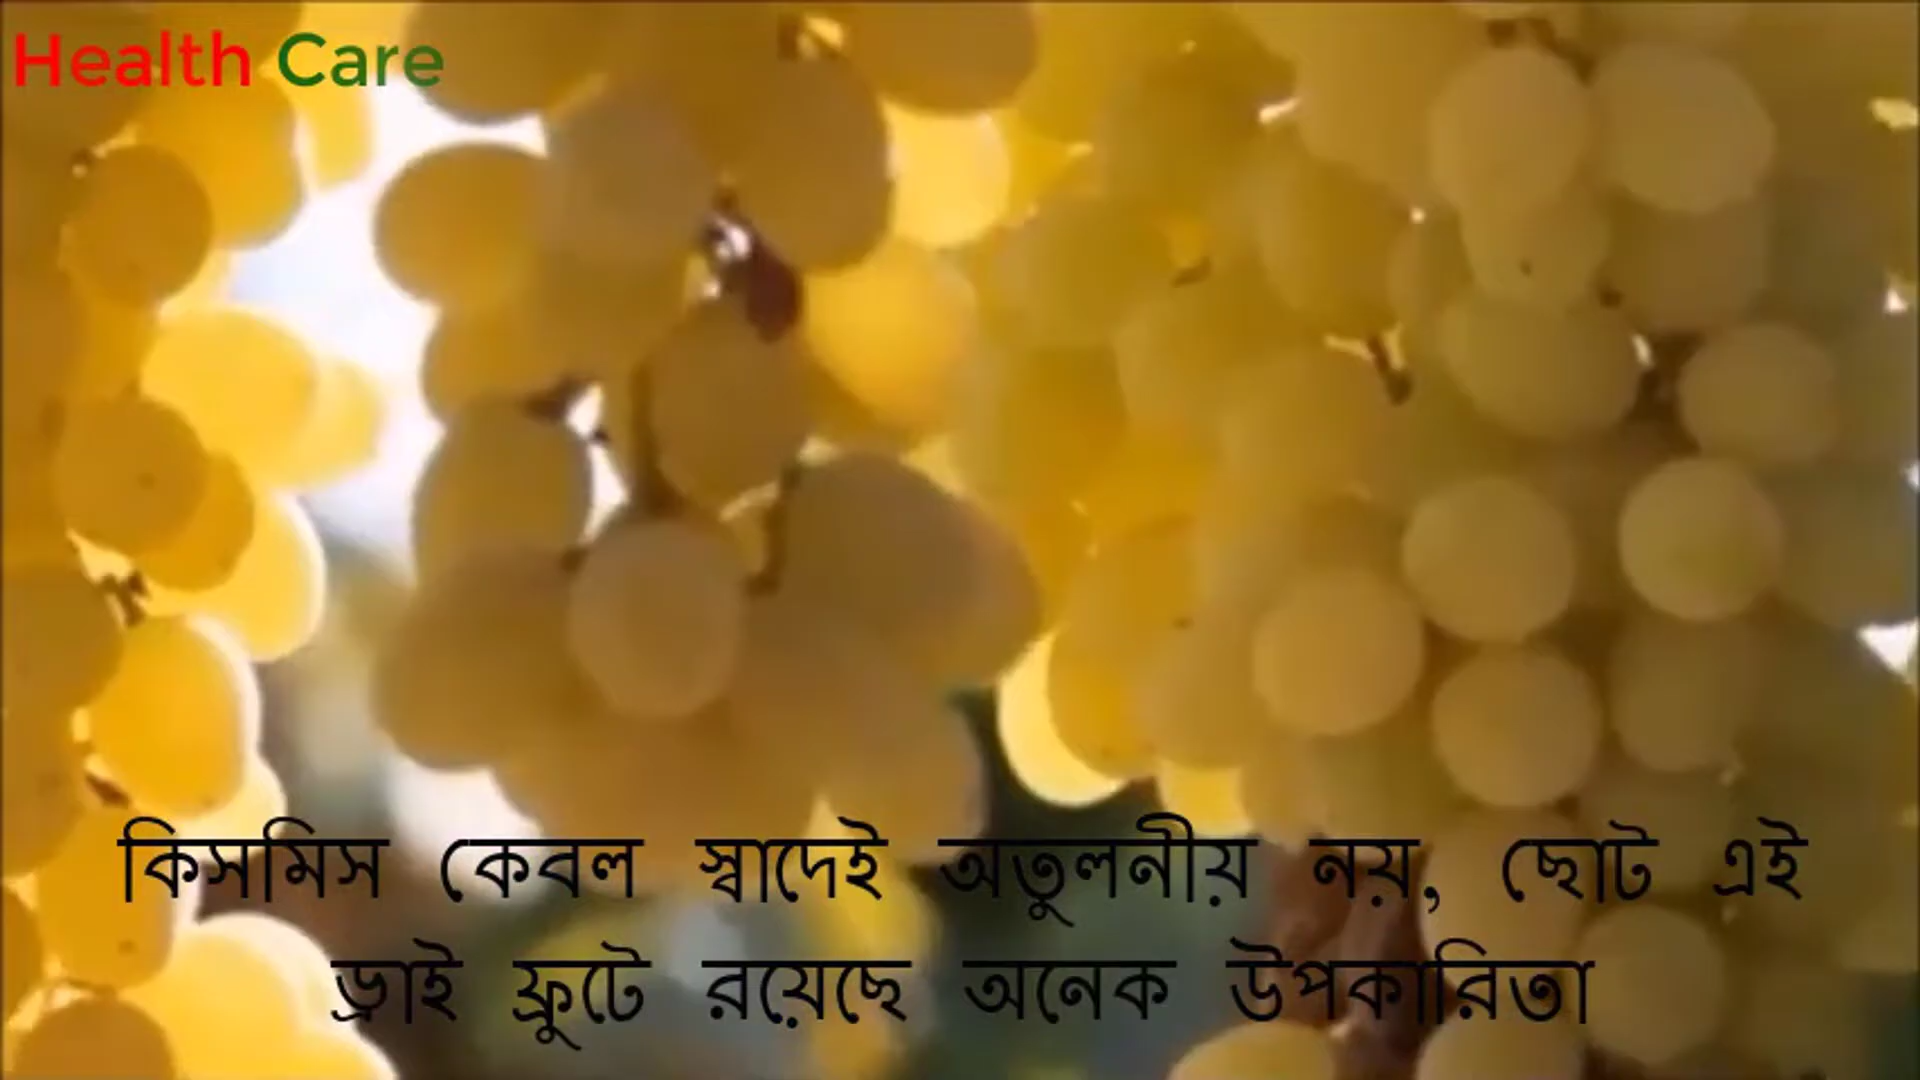 Health Care
কিসমিস কেবল স্বাদেই অতুলনীয় নয়, ছোট এই
ড্রাই ফ্রুটে রয়েছে অনেক উপকারিতা